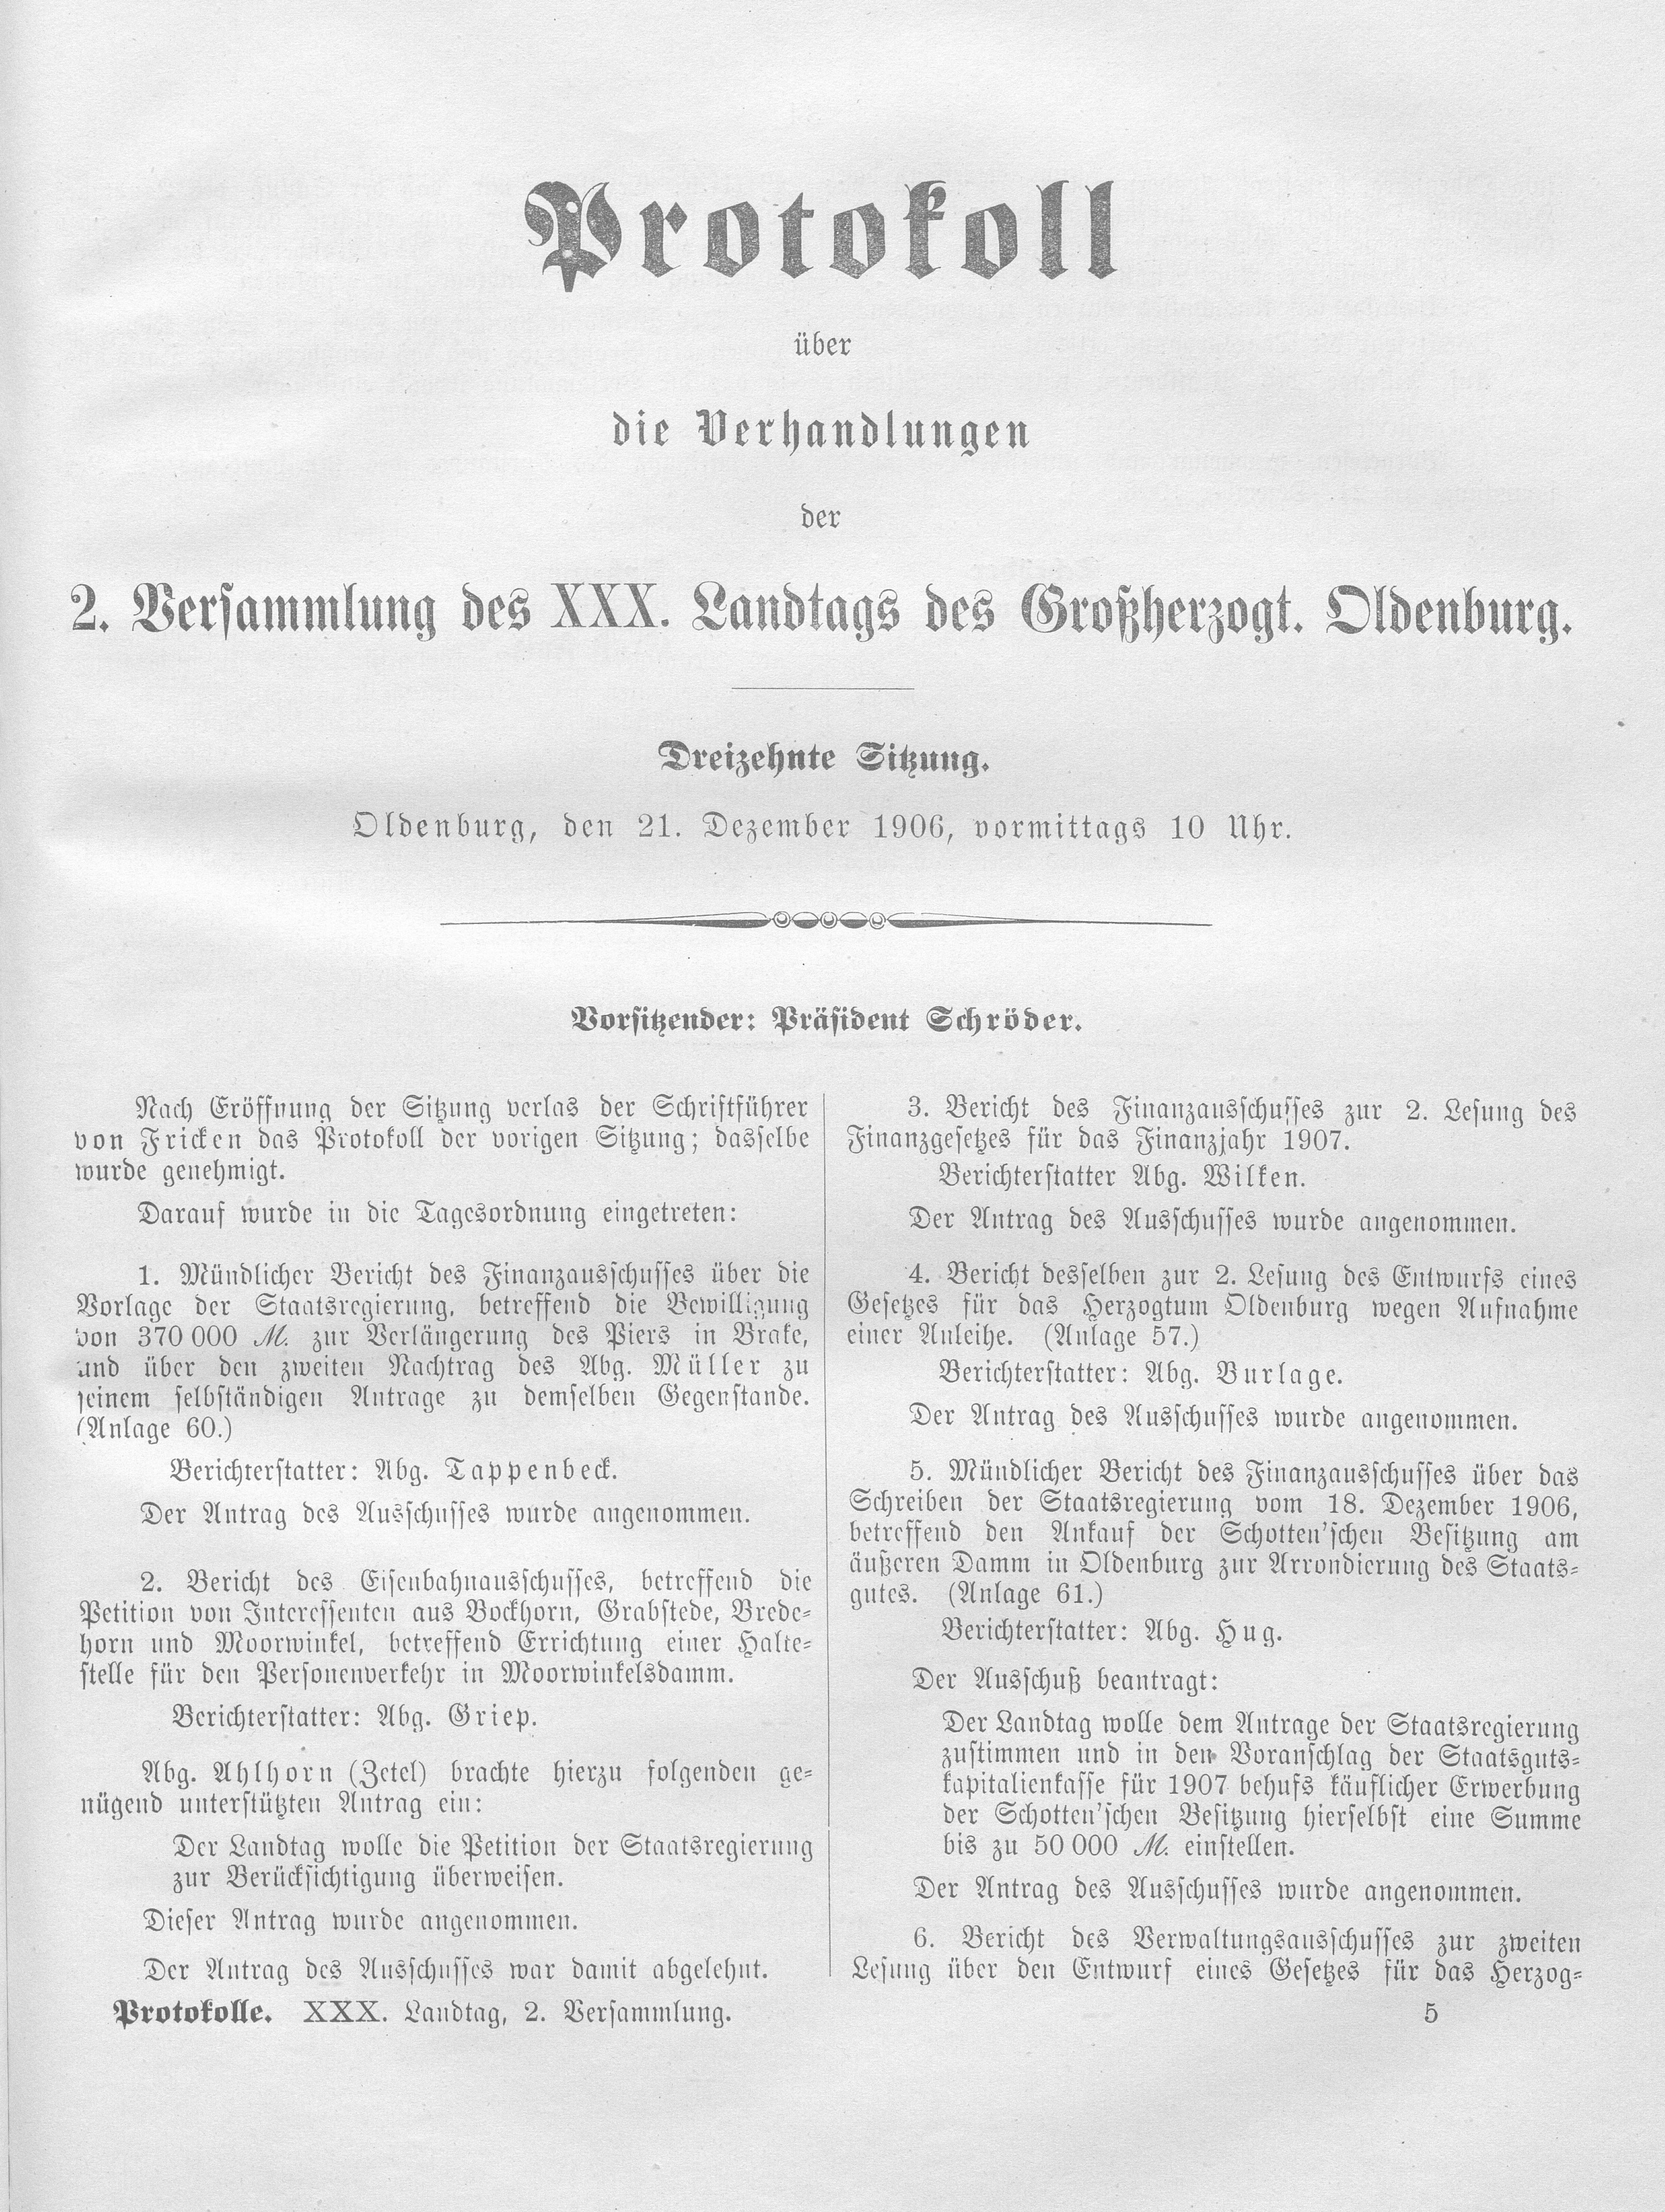 Protokoll
über
die Verhandlungen
der
2. Versammlung des XXX. Landtags des Großherzogt. Oldenburg.
Dreizehnte Sitzung.
Oldenburg, den 21. Dezember 1906, vormittags 10 Uhr.
Vorsitzender: Präsident Schröder.
Nach Eröffnung der Sitzung verlas der Schriftführer
von Fricken das Protokoll der vorigen Sitzung; dasselbe
wurde genehmigt.
Darauf wurde in die Tagesordnung eingetreten:
1. Mündlicher Bericht des Finanzausschusses über die
Vorlage der Staatsregierung, betreffend die Bewilligung
von 370 000 M. zur Verlängerung des Piers in Brake,
und über den zweiten Nachtrag des Abg. Müller zu
seinem selbständigen Antrage zu demselben Gegenstande.
(Anlage 60.)
Berichterstatter: Abg. Tappenbeck.
Der Antrag des Ausschusses wurde angenommen.
2. Bericht des Eisenbahnausschusses, betreffend die
Petition von Interessenten aus Bockhorn, Grabstede, Brede-
horn und Moorwinkel, betreffend Errichtung einer Halte-
stelle für den Personenverkehr in Moorwinkelsdamm.
Berichterstatter: Abg. Griep.
Abg. Ahlhorn (Zetel) brachte hierzu folgenden ge-
nügend unterstützten Antrag ein:
Der Landtag wolle die Petition der Staatsregierung
zur Berücksichtigung überweisen.
Dieser Antrag wurde angenommen.
Der Antrag des Ausschusses war damit abgelehnt.
3. Bericht des Finanzausschusses zur 2. Lesung des
Finanzgesetzes für das Finanzjahr 1907.
Berichterstatter Abg. Wilken.
Der Antrag des Ausschusses wurde angenommen.
4. Bericht desselben zur 2. Lesung des Entwurfs eines
Gesetzes für das Herzogtum Oldenburg wegen Aufnahme
einer Anleihe. (Anlage 57.)
Berichterstatter: Abg. Burlage.
Der Antrag des Ausschusses wurde angenommen.
5. Mündlicher Bericht des Finanzausschusses über das
Schreiben der Staatsregierung vom 18. Dezember 1906,
betreffend den Ankauf der Schotten'schen Besitzung am
äußeren Damm in Oldenburg zur Arrondierung des Staats-
gutes. (Anlage 61.)
Berichterstatter: Abg. Hug.
Der Ausschuß beantragt:
Der Landtag wolle dem Antrage der Staatsregierung
zustimmen und in den Voranschlag der Staatsguts-
kapitalienkasse für 1907 behufs käuflicher Erwerbung
der Schotten'schen Besitzung hierselbst eine Summe
bis zu 50 000 M. einstellen.
Der Antrag des Ausschusses wurde angenommen.
6. Bericht des Verwaltungsausschusses zur zweiten
Lesung über den Entwurf eines Gesetzes für das Herzog-
Protokolle. XXX. Landtag, 2. Versammlung.
5